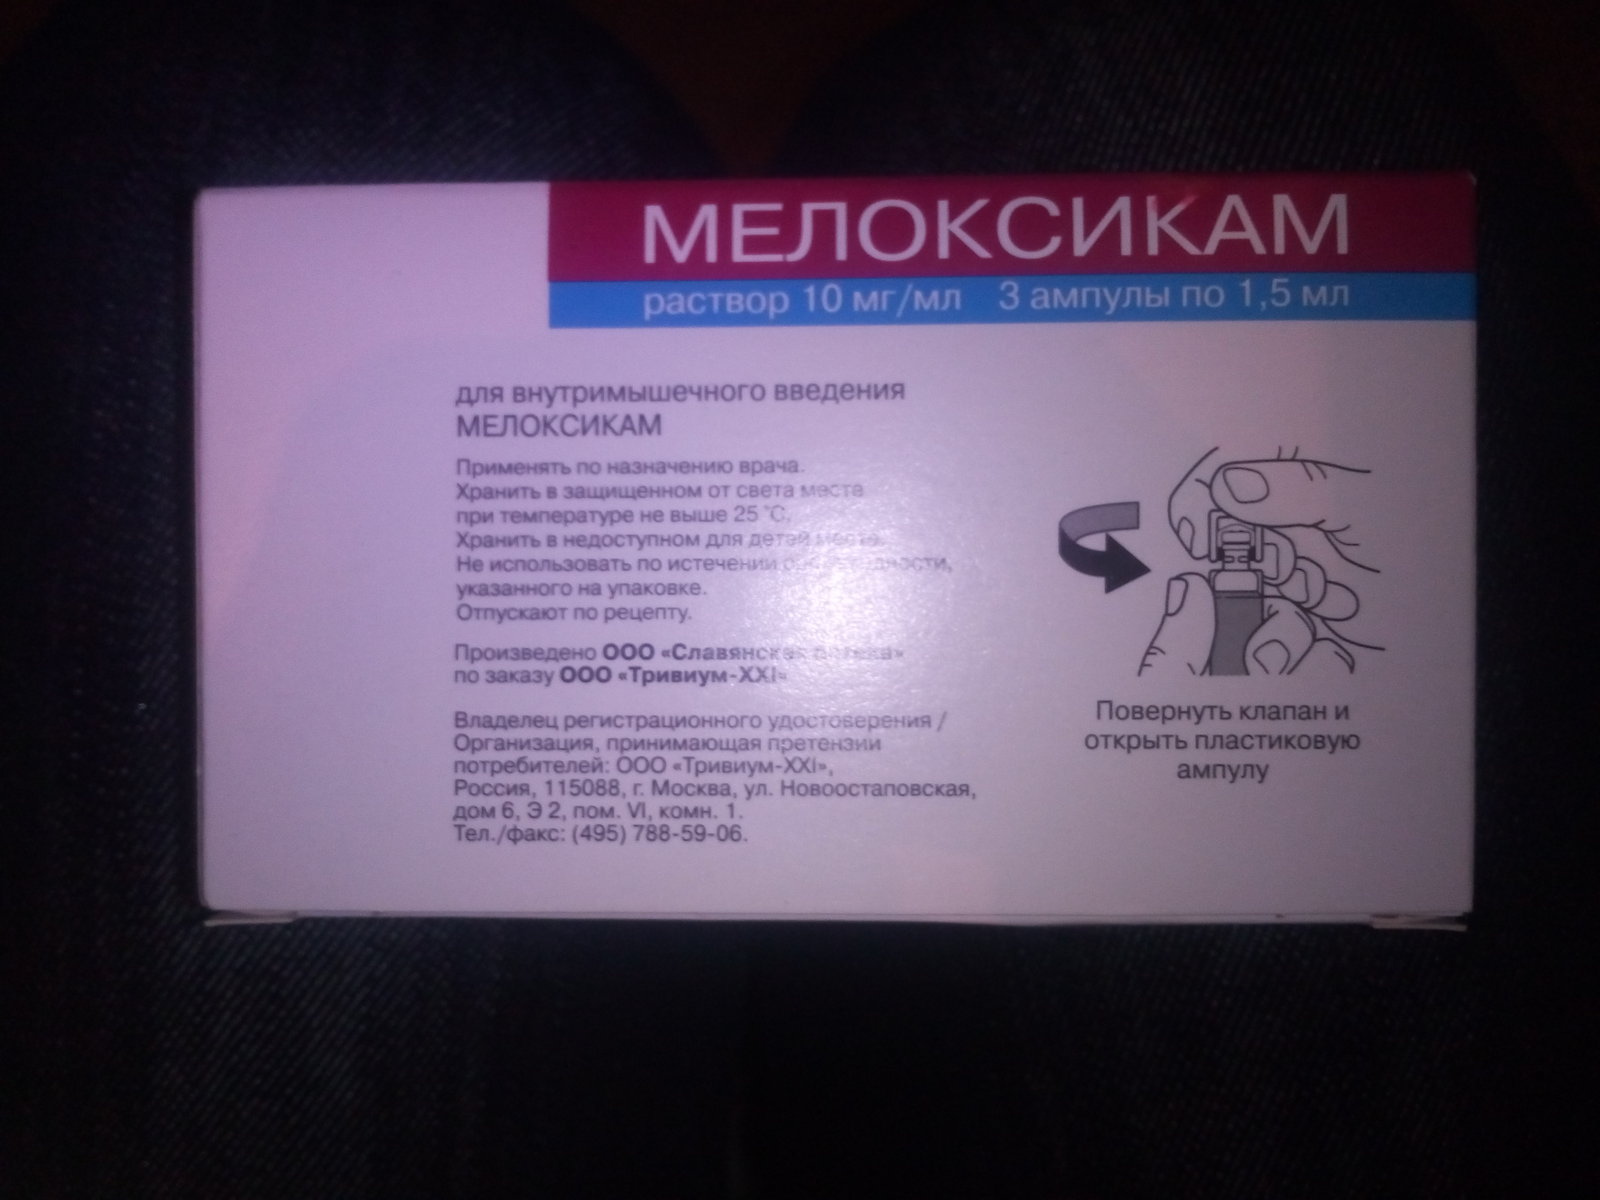 МЕЛОКСИКАМ
раствор 10 мг/мл 3 ампулы по 1,5 мл
для внутримышечного введения
МЕЛОКСИКАМ
Применять по назначению врача.
Хранить в защищенном от света месте
при температуре не выше 25 °С.
Хранить в недоступном для детей месте.
Не использовать по истечении срока годности,
указанного на упаковке.
Отпускают по рецепту.
Произведено ООО «Славянская аптека»
по заказу ООО «Тривиум-XXI»
Владелец регистрационного удостоверения /
Организация, принимающая претензии
потребителей: ООО «Тривиум-XXI»,
Россия, 115088, г. Москва, ул. Новоостаповская,
дом 6, Э 2, пом. VI, комн. 1.
Тел./факс: (495) 788-59-06.
Повернуть клапан и
открыть пластиковую
ампулу